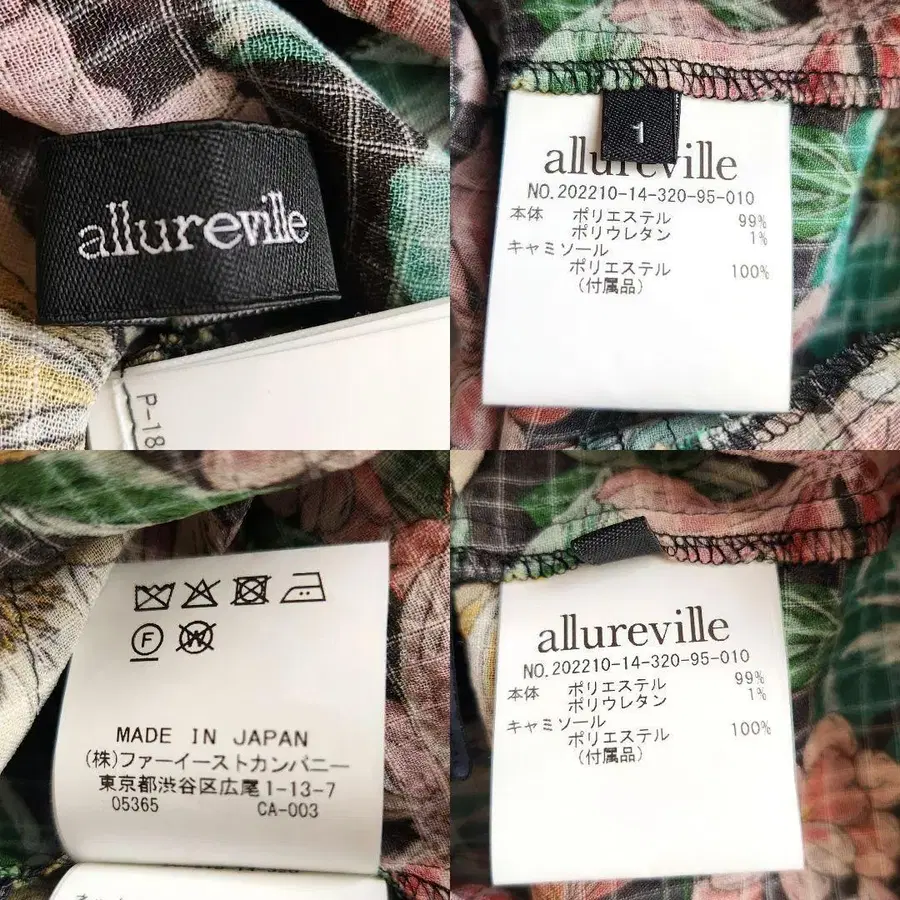 allureville
P-18
1
allureville
NO.202210-14-320-95-010
本体 ポリエステル 99%
ポリウレタン 1%
キャミソール
ポリエステル 100%
(付属品)
F W
MADE IN JAPAN
(株)ファーイーストカンパニー
東京都渋谷区広尾1-13-7
05365 CA-003
allureville
NO.202210-14-320-95-010
本体 ポリエステル 99%
ポリウレタン 1%
キャミソール
ポリエステル 100%
(付属品)